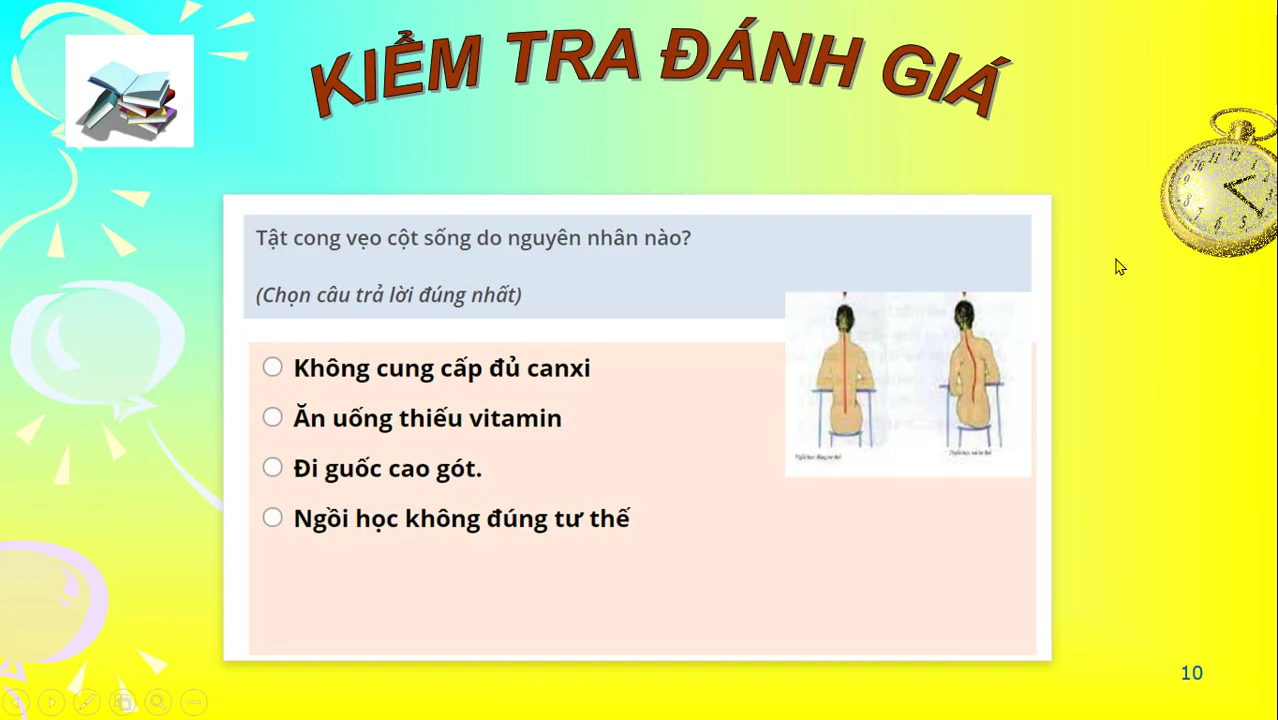 KIỂM TRA ĐÁNH GIÁ
Tật cong vẹo cột sống do nguyên nhân nào?
(Chọn câu trả lời đúng nhất)
Không cung cấp đủ canxi
Ăn uống thiếu vitamin
Đi guốc cao gót.
Ngồi học không đúng tư thế
10